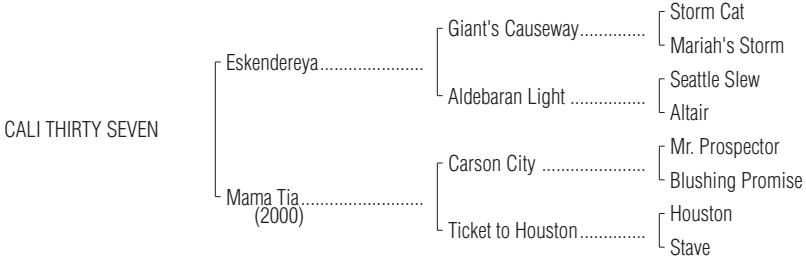 Storm Cat
Giant's Causeway..............
Mariah's Storm
Eskendereya......................
Seattle Slew
Aldebaran Light ................
Altair
CALI THIRTY SEVEN
Mr. Prospector
Carson City ......................
Blushing Promise
Mama Tia..........................
(2000)
Houston
Ticket to Houston..............
Stave